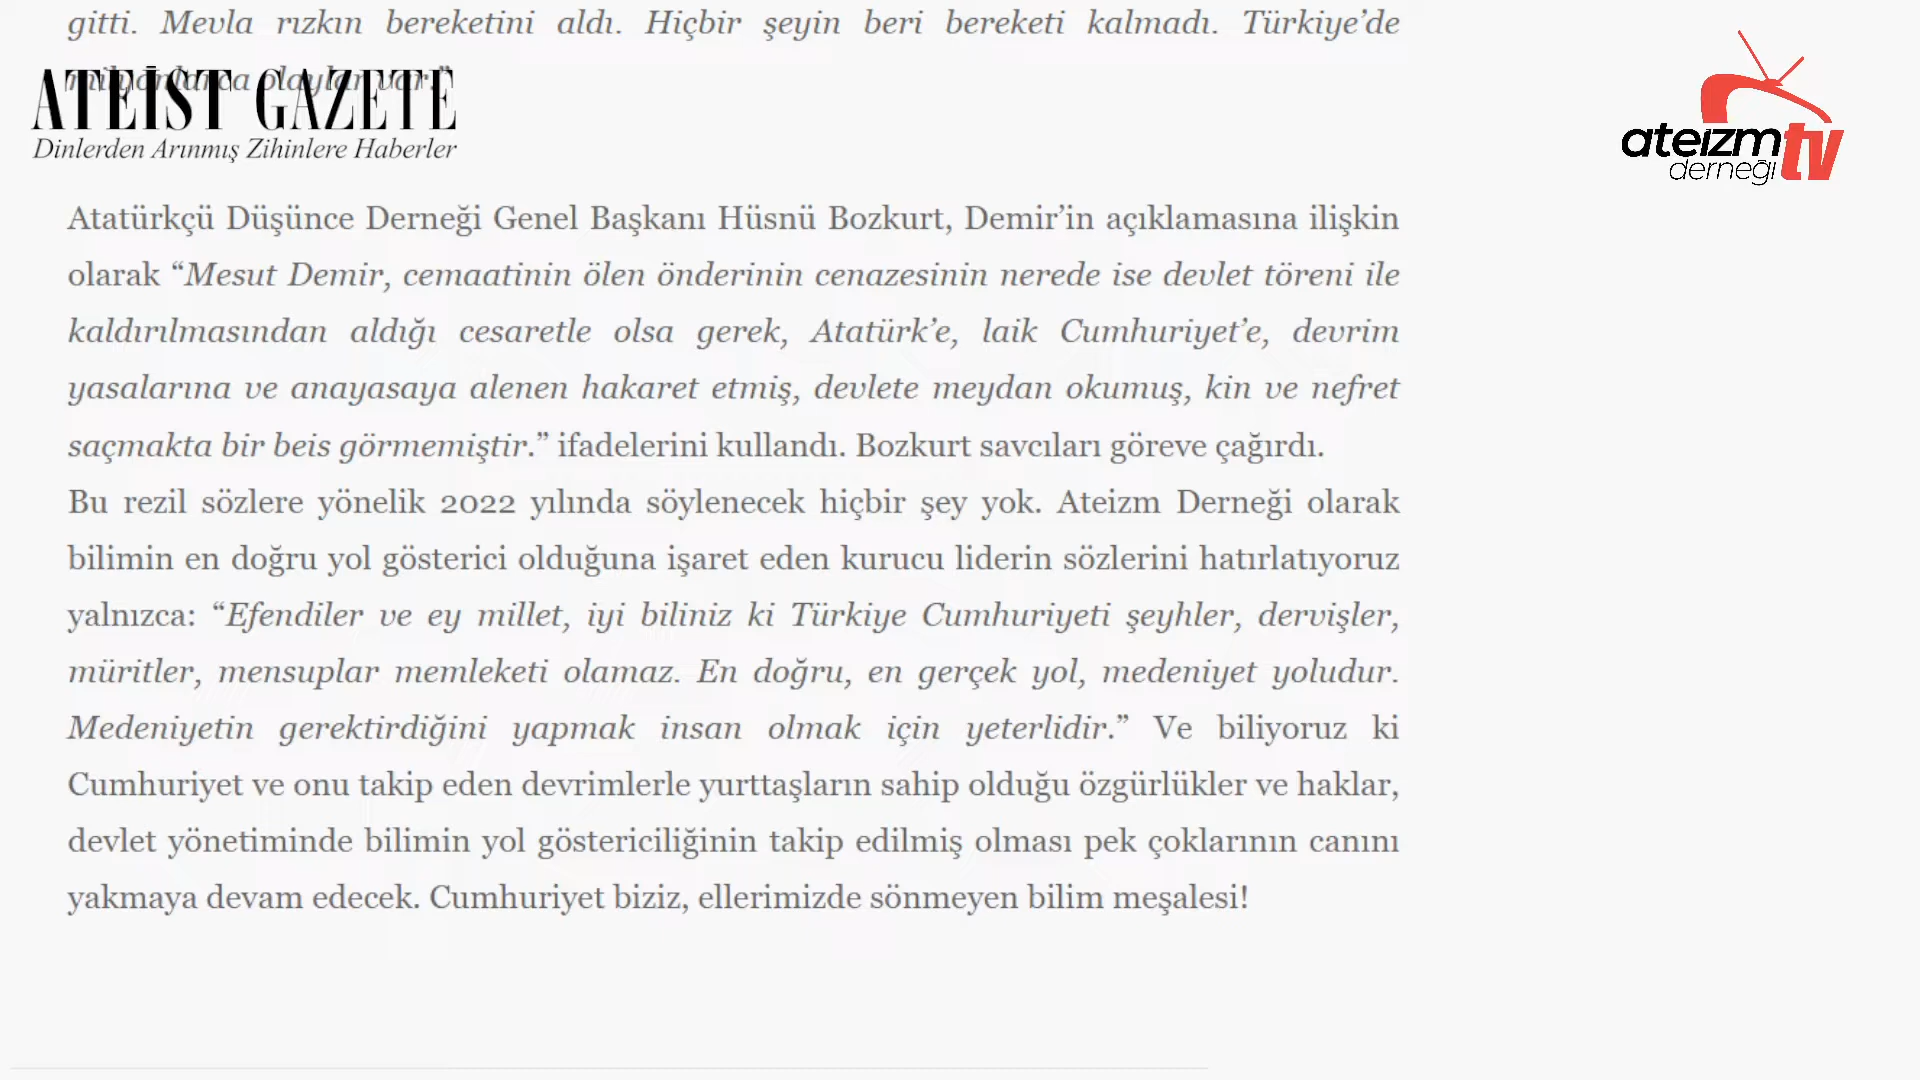 gitti. Mevla rızkın bereketini aldı. Hiçbir şeyin beri bereketi kalmadı. Türkiye’de
milyonlarca olaylar var.”
ATEİST GAZETE
Dinlerden Arınmış Zihinlere Haberler
ateizm
derneği
tv
Atatürkçü Düşünce Derneği Genel Başkanı Hüsnü Bozkurt, Demir’in açıklamasına ilişkin
olarak “Mesut Demir, cemaatinin ölen önderinin cenazesinin nerede ise devlet töreni ile
kaldırılmasından aldığı cesaretle olsa gerek, Atatürk’e, laik Cumhuriyet’e, devrim
yasalarına ve anayasaya alenen hakaret etmiş, devlete meydan okumuş, kin ve nefret
saçmakta bir beis görmemiştir.” ifadelerini kullandı. Bozkurt savcıları göreve çağırdı.
Bu rezil sözlere yönelik 2022 yılında söylenecek hiçbir şey yok. Ateizm Derneği olarak
bilimin en doğru yol gösterici olduğuna işaret eden kurucu liderin sözlerini hatırlatıyoruz
yalnızca: “Efendiler ve ey millet, iyi biliniz ki Türkiye Cumhuriyeti şeyhler, dervişler,
müritler, mensuplar memleketi olamaz. En doğru, en gerçek yol, medeniyet yoludur.
Medeniyetin gerektirdiğini yapmak insan olmak için yeterlidir.” Ve biliyoruz ki
Cumhuriyet ve onu takip eden devrimlerle yurttaşların sahip olduğu özgürlükler ve haklar,
devlet yönetiminde bilimin yol göstericiliğinin takip edilmiş olması pek çoklarının canını
yakmaya devam edecek. Cumhuriyet biziz, ellerimizde sönmeyen bilim meşalesi!